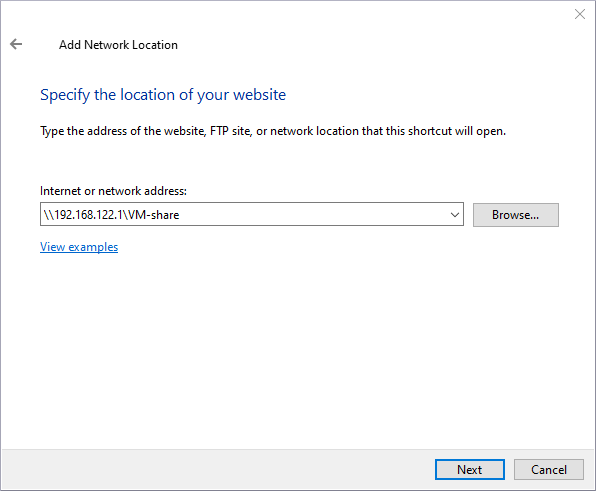 Add Network Location
Specify the location of your website
Type the address of the website, FTP site, or network location that this shortcut will open.
Internet or network address:
\\192.168.122.1\VM-share
Browse...
View examples
Next
Cancel